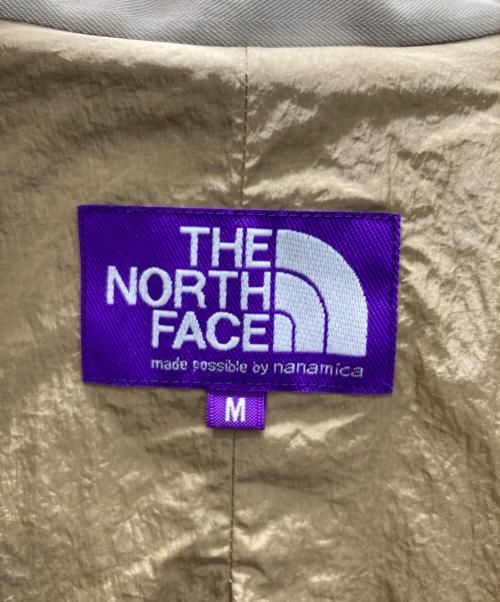 THE
NORTH
FACE
made possible by nanamica
M